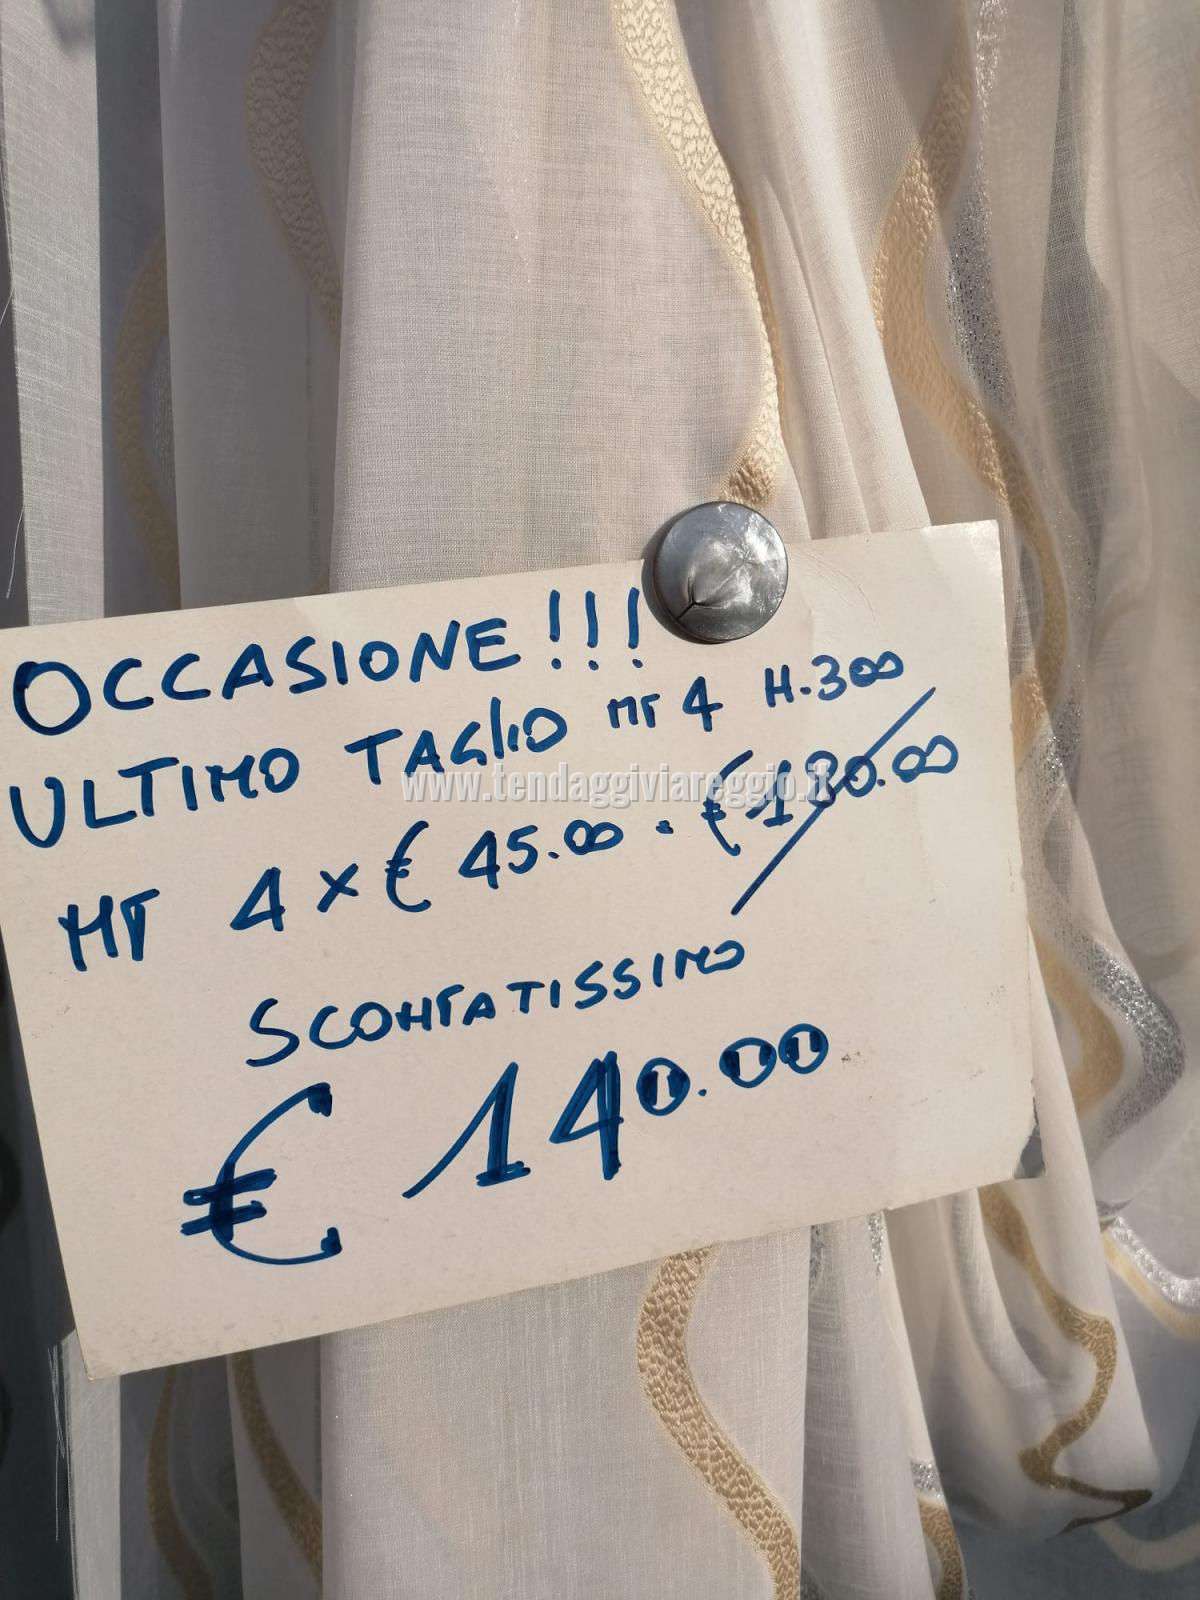 OCCASIONE!!!
ULTIMO TAGLIO MT 4 H.300
www.tendaggiviareggio.it
MT 4 x € 45.00 = € 180.00
SCONTATISSIMO
€ 140.00